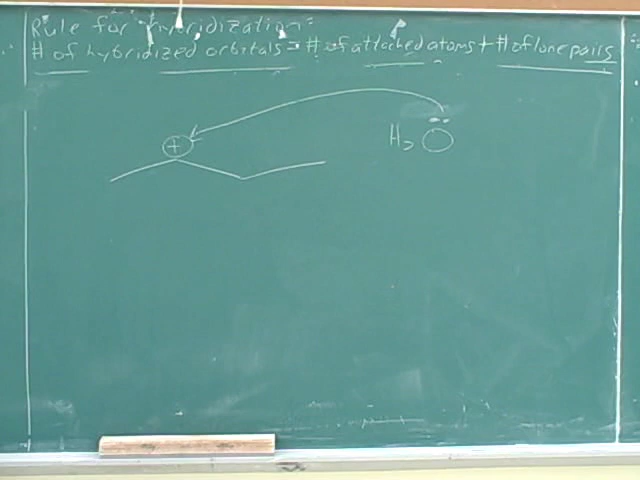 Rule for hybridization:
# of hybridized orbitals = # of attached atoms + # of lone pairs
+
H2O